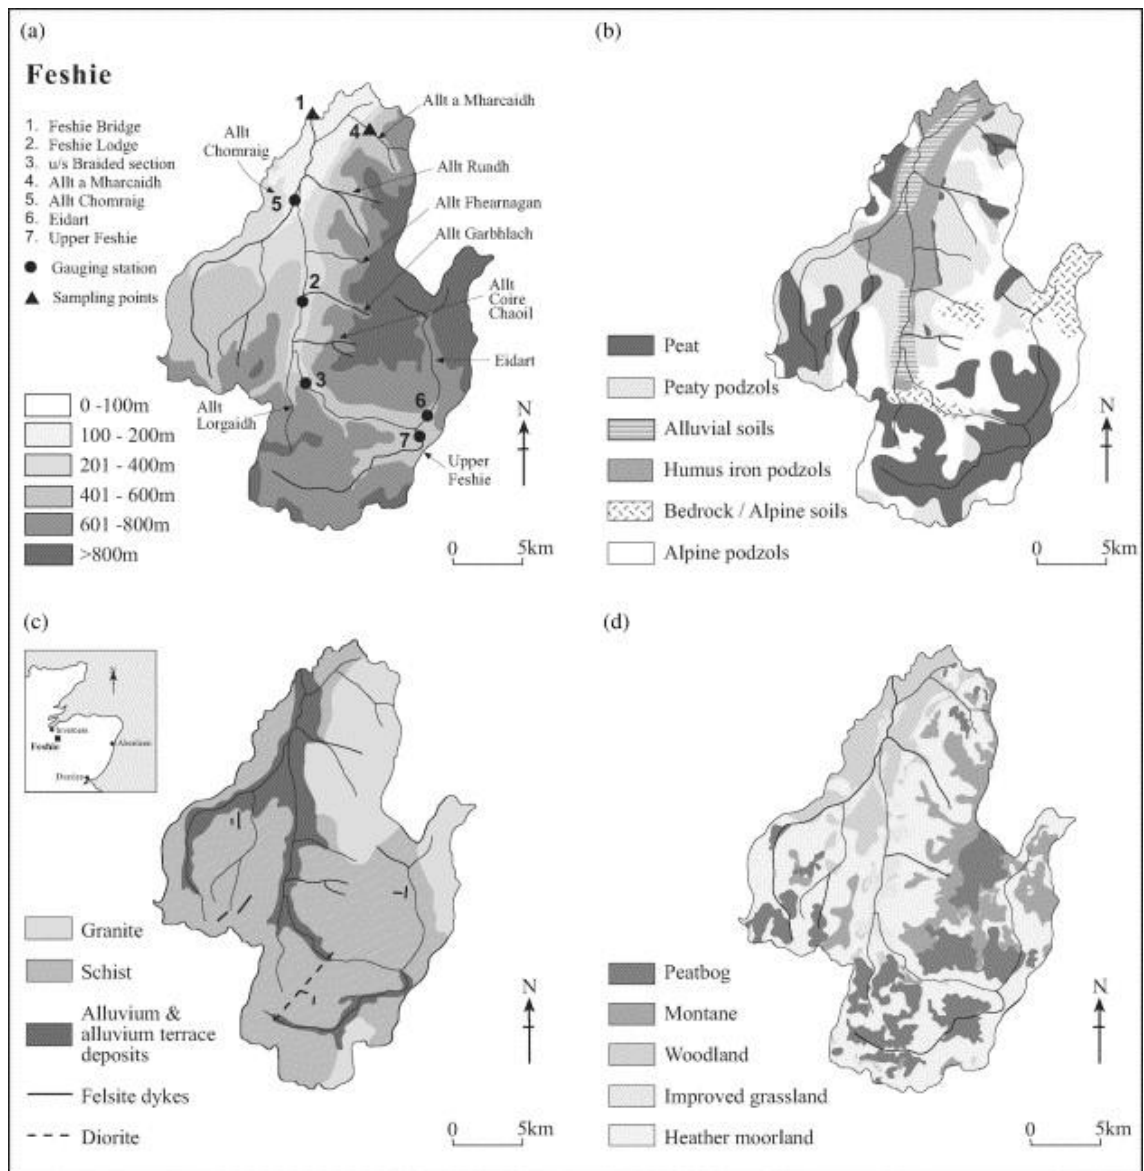 (a)
Feshie
1. Feshie Bridge
2. Feshie Lodge
3. u/s Braided section
4. Allt a Mharcaidh
5. Allt Chomraig
6. Eidart
7. Upper Feshie
Gauging station
Sampling points
0 -100m
100 - 200m
201 - 400m
401 - 600m
601 -800m
>800m
1
4
Allt a Mharcaidh
Allt
Chomraig
Allt Ruadh
5
Allt Fhearnagan
Allt Garbhlach
2
Allt
Coire
Chaoil
Eidart
3
Allt
Lorgaidh
6
7
N
Upper
Feshie
0 5km
(b)
Peat
Peaty podzols
Alluvial soils
Humus iron podzols
Bedrock / Alpine soils
Alpine podzols
N
0 5km
(c)
N
Inverness
Feshie
Aberdeen
Dundee
Granite
Schist
Alluvium &
alluvium terrace
deposits
Felsite dykes
Diorite
N
0 5km
(d)
Peatbog
Montane
Woodland
Improved grassland
Heather moorland
N
0 5km